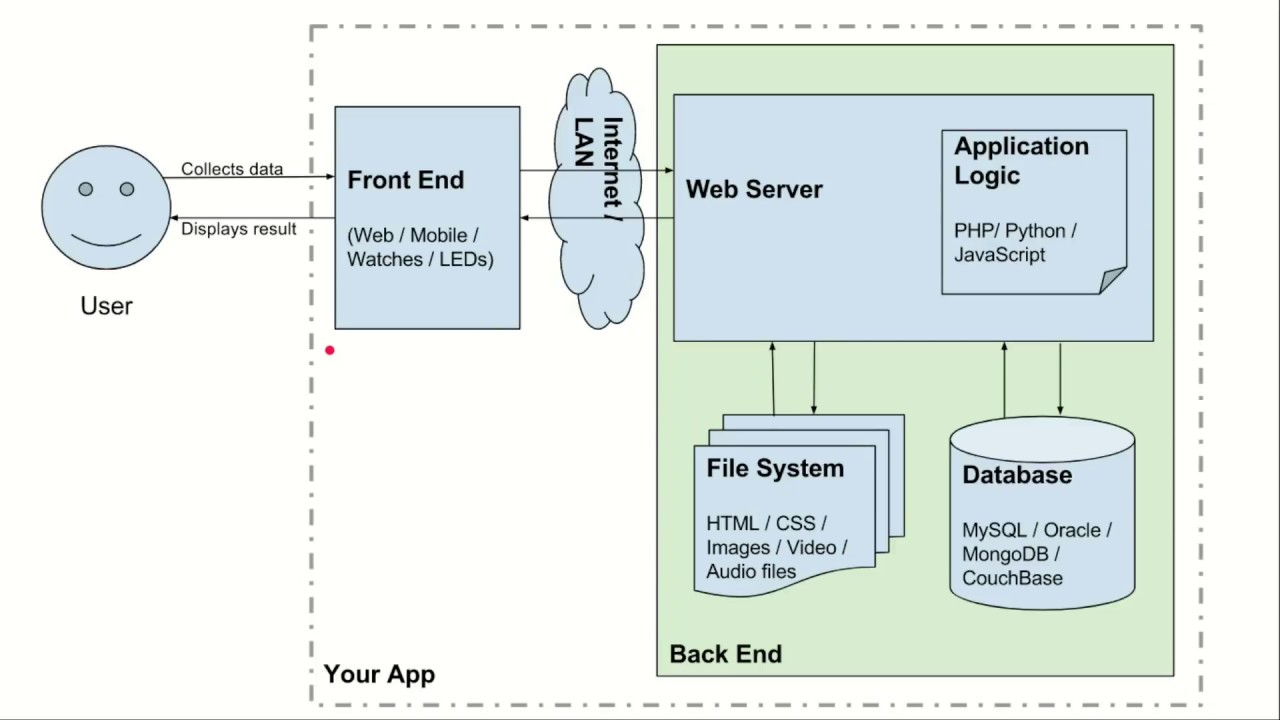 Collects data
Displays result
User
Front End
(Web / Mobile /
Watches / LEDs)
Internet /
LAN
Web Server
Application
Logic
PHP/ Python /
JavaScript
File System
HTML / CSS /
Images / Video /
Audio files
Database
MySQL / Oracle /
MongoDB /
CouchBase
Back End
Your App